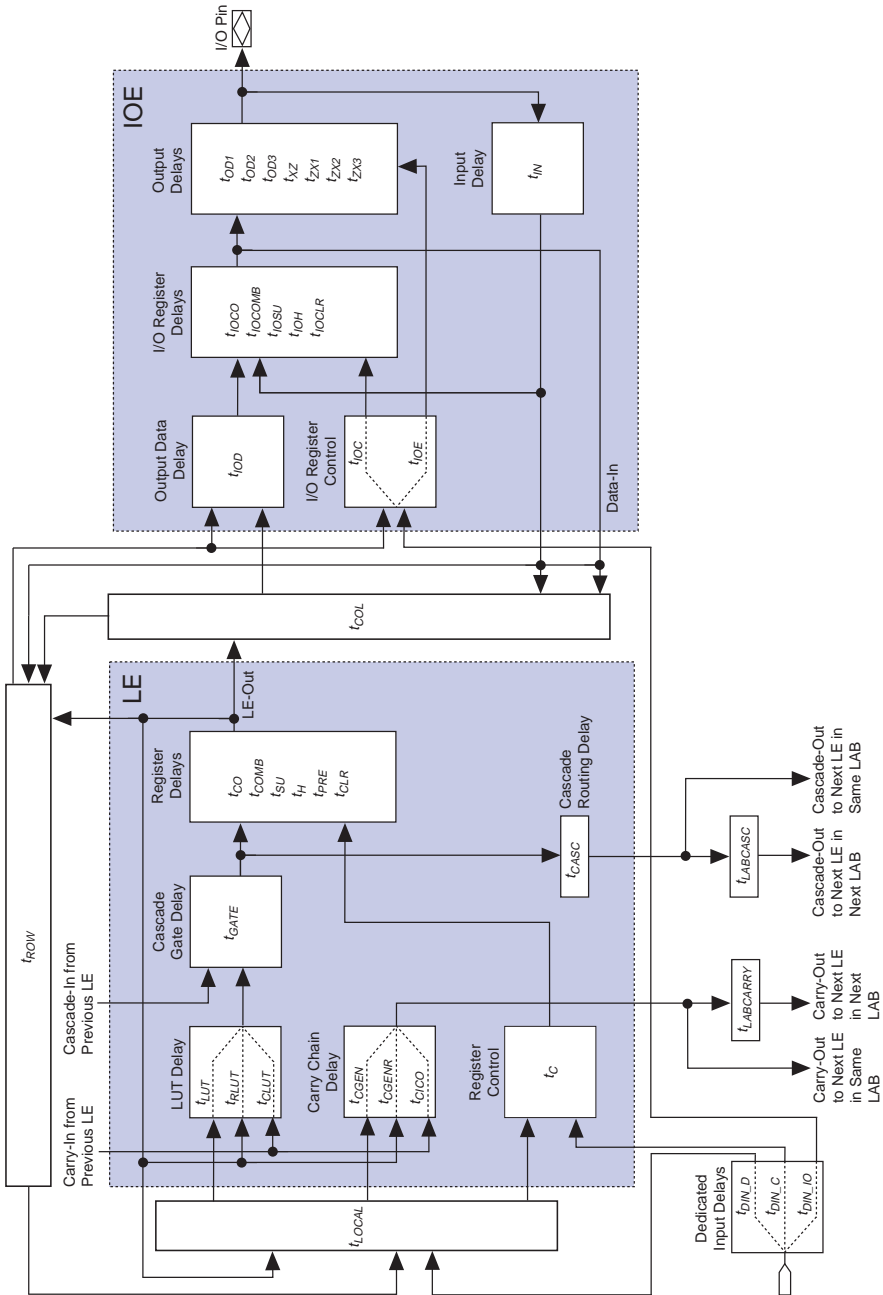 I/O Pin
IOE
Output
Delays
tOD1
tOD2
tOD3
tXZ
tZX1
tZX2
tZX3
Input
Delay
tIN
I/O Register
Delays
tIOCO
tIOCOMB
tIOSU
tIOH
tIOCLR
Output Data
Delay
tIOD
I/O Register
Control
tIOC
tIOE
Data-In
tCOL
tROW
LE
LE-Out
Register
Delays
tCO
tCOMB
tSU
tH
tPRE
tCLR
Cascade
Routing Delay
tCASC
Cascade
Gate Delay
tGATE
Cascade-In from
Previous LE
Carry-In from
Previous LE
LUT Delay
tLUT
tRLUT
tCLUT
Carry Chain
Delay
tCGEN
tCGENR
tCICO
Register
Control
tC
tLOCAL
Dedicated
Input Delays
tDIN_D
tDIN_C
tDIN_IO
tLABCASC
tLABCARRY
Cascade-Out
to Next LE in
Same LAB
Cascade-Out
to Next LE in
Next LAB
Carry-Out
to Next LE
in Next
LAB
Carry-Out
to Next LE
in Same
LAB